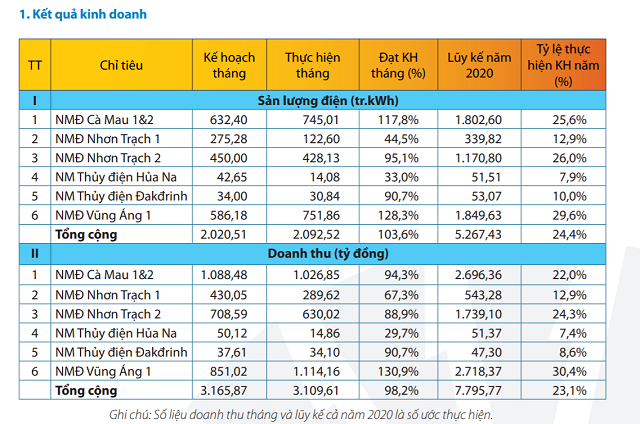 1. Kết quả kinh doanh
TT Chỉ tiêu Kế hoạch tháng Thực hiện tháng Đạt KH tháng (%) Lũy kế năm 2020 Tỷ lệ thực hiện KH năm (%)
I Sản lượng điện (tr.kWh)
1 NMĐ Cà Mau 1&2 632,40 745,01 117,8% 1.802,60 25,6%
2 NMĐ Nhơn Trạch 1 275,28 122,60 44,5% 339,82 12,9%
3 NMĐ Nhơn Trạch 2 450,00 428,13 95,1% 1.170,80 26,0%
4 NM Thủy điện Hủa Na 42,65 14,08 33,0% 51,51 7,9%
5 NM Thủy điện Đakđrinh 34,00 30,84 90,7% 53,07 10,0%
6 NMĐ Vũng Áng 1 586,18 751,86 128,3% 1.849,63 29,6%
Tổng cộng 2.020,51 2.092,52 103,6% 5.267,43 24,4%
II Doanh thu (tỷ đồng)
1 NMĐ Cà Mau 1&2 1.088,48 1.026,85 94,3% 2.696,36 22,0%
2 NMĐ Nhơn Trạch 1 430,05 289,62 67,3% 543,28 12,9%
3 NMĐ Nhơn Trạch 2 708,59 630,02 88,9% 1.739,10 24,3%
4 NM Thủy điện Hủa Na 50,12 14,86 29,7% 51,37 7,4%
5 NM Thủy điện Đakđrinh 37,61 34,10 90,7% 47,30 8,6%
6 NMĐ Vũng Áng 1 851,02 1.114,16 130,9% 2.718,37 30,4%
Tổng cộng 3.165,87 3.109,61 98,2% 7.795,77 23,1%
Ghi chú: Số liệu doanh thu tháng và lũy kế cả năm 2020 là số ước thực hiện.